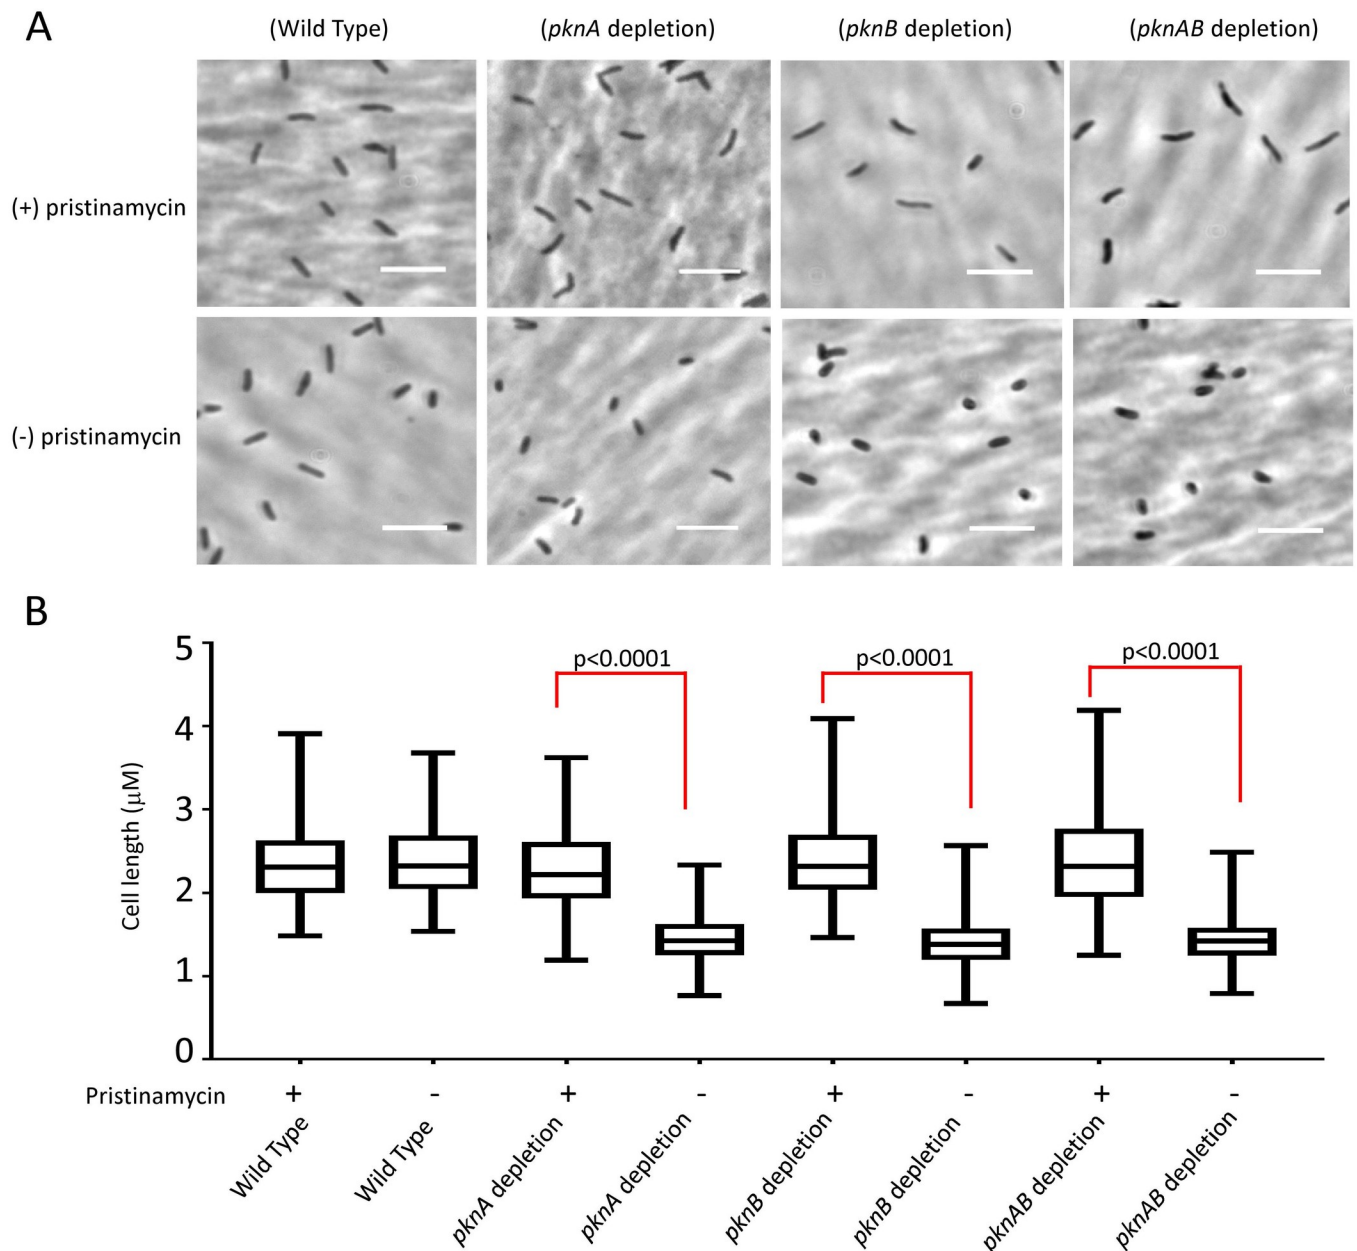 A
(Wild Type)
(pknA depletion)
(pknB depletion)
(pknAB depletion)
(+) pristinamycin
(-) pristinamycin
B
p<0.0001
p<0.0001
p<0.0001
Cell length (μM)
5
4
3
2
1
0
Pristinamycin + - + - + - + -
Wild Type
Wild Type
pknA depletion
pknA depletion
pknB depletion
pknB depletion
pknAB depletion
pknAB depletion